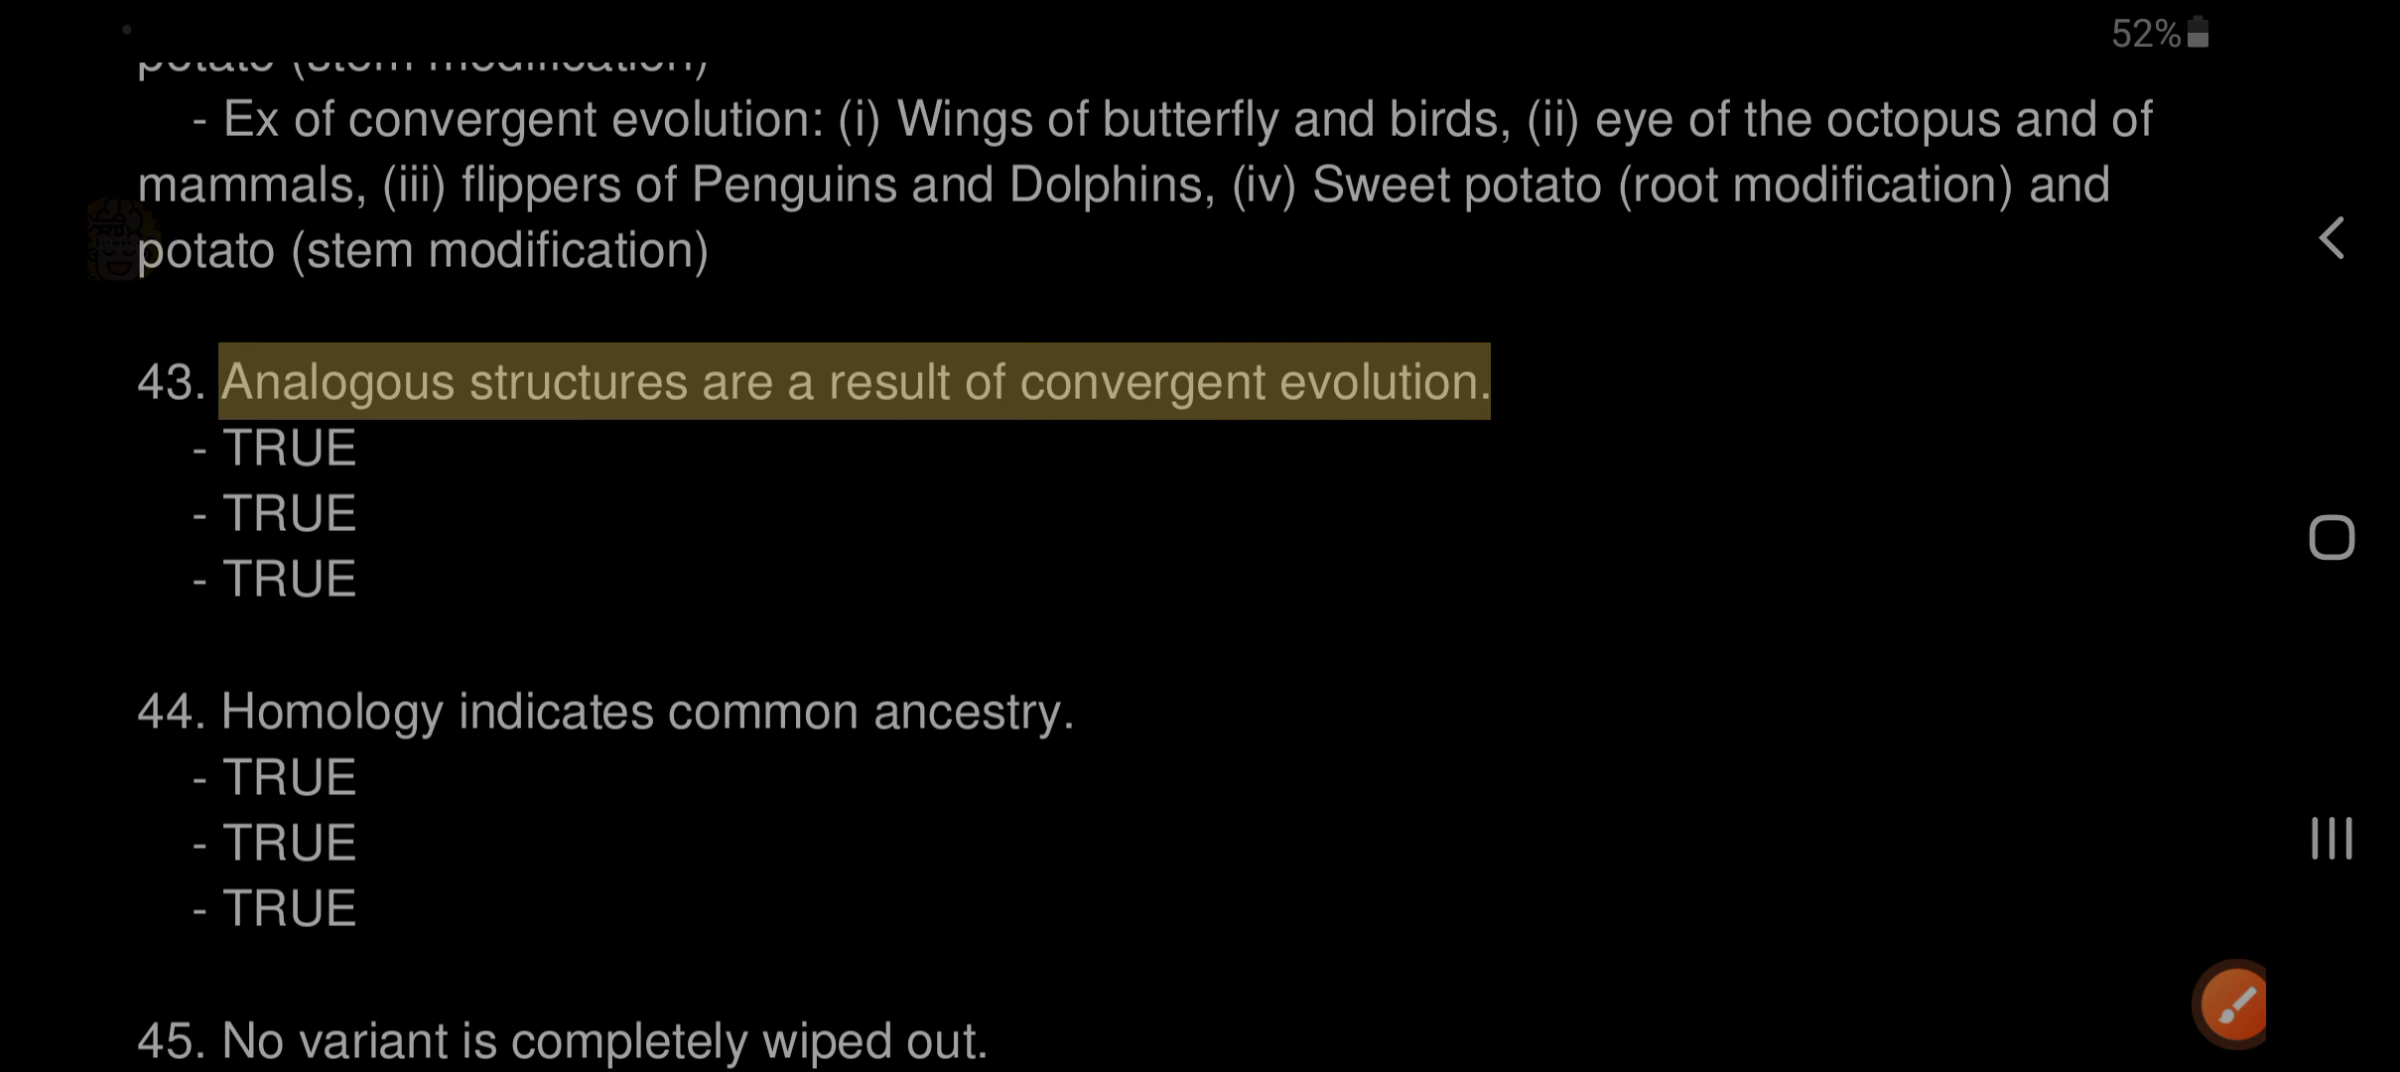 52%
potato (stem modification)
- Ex of convergent evolution: (i) Wings of butterfly and birds, (ii) eye of the octopus and of
mammals, (iii) flippers of Penguins and Dolphins, (iv) Sweet potato (root modification) and
potato (stem modification)
43. Analogous structures are a result of convergent evolution.
- TRUE
- TRUE
- TRUE
44. Homology indicates common ancestry.
- TRUE
- TRUE
- TRUE
45. No variant is completely wiped out.